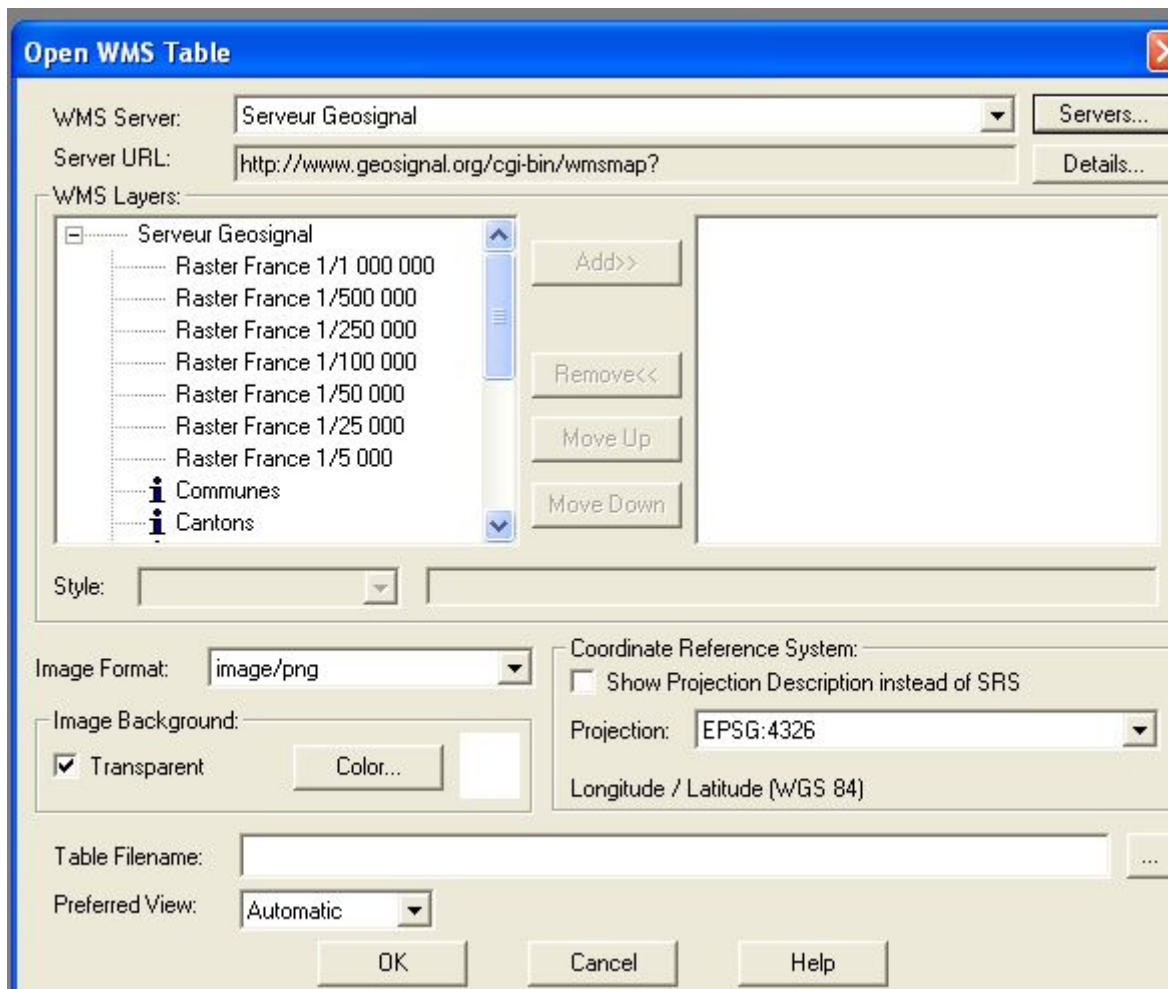 Open WMS Table
WMS Server: Serveur Geosignal Servers...
Server URL: http://www.geosignal.org/cgi-bin/wmsmap? Details...
WMS Layers:
Serveur Geosignal
Raster France 1/1 000 000
Raster France 1/500 000
Raster France 1/250 000
Raster France 1/100 000
Raster France 1/50 000
Raster France 1/25 000
Raster France 1/5 000
Communes
Cantons
Add>>
Remove<<
Move Up
Move Down
Style:
Image Format: image/png
Image Background:
Transparent Color...
Coordinate Reference System:
Show Projection Description instead of SRS
Projection: EPSG:4326
Longitude / Latitude (WGS 84)
Table Filename: ...
Preferred View: Automatic
OK Cancel Help